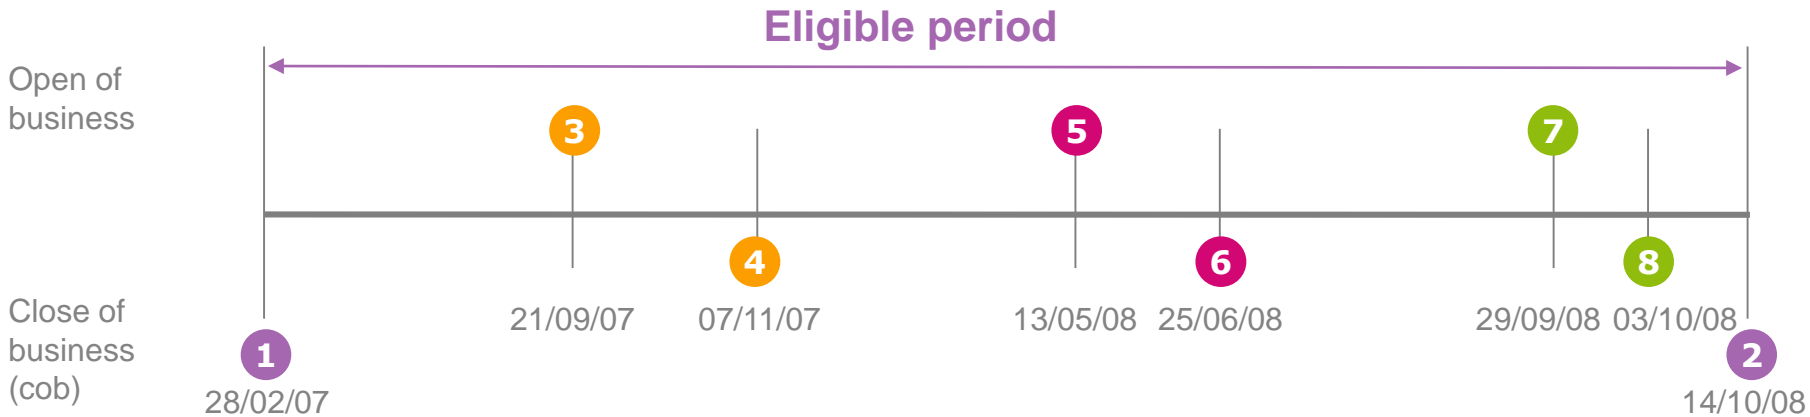 Eligible period
Open of
business
3
5
7
4
6
8
Close of
business
(cob)
21/09/07
07/11/07
13/05/08
25/06/08
29/09/08
03/10/08
1
2
28/02/07
14/10/08